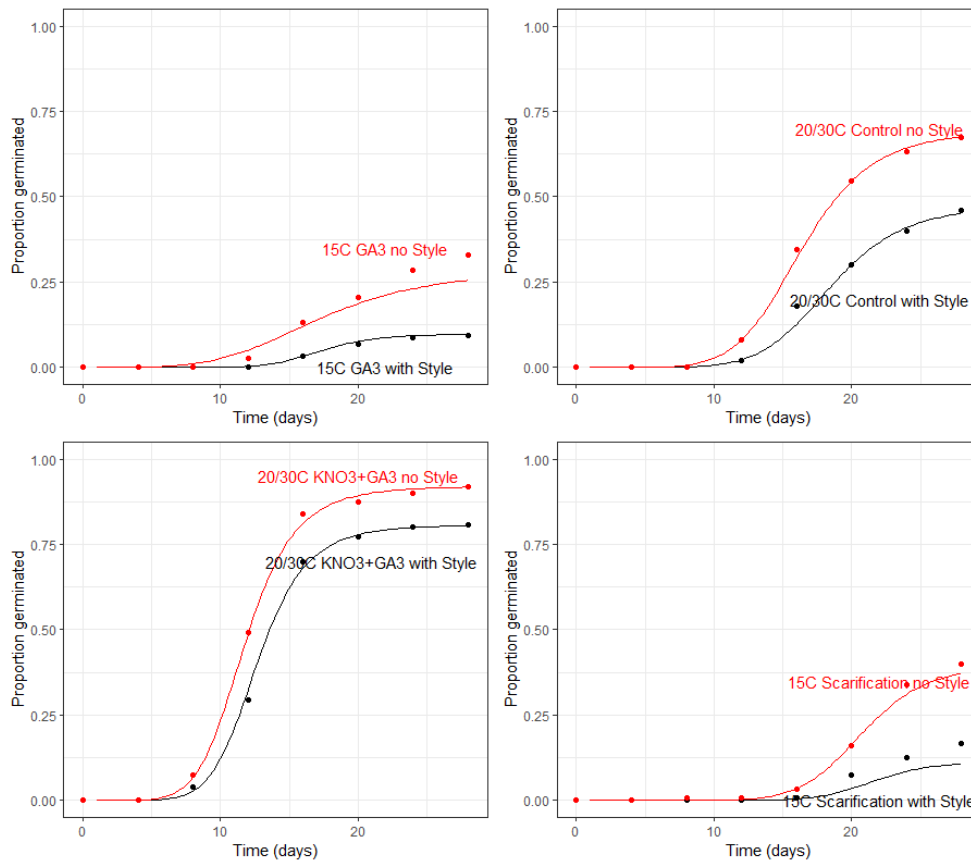 1.00
0.75
0.50
0.25
0.00
Proportion germinated
15C GA3 no Style
15C GA3 with Style
0
10
20
Time (days)
1.00
0.75
0.50
0.25
0.00
Proportion germinated
20/30C Control no Style
20/30C Control with Style
0
10
20
Time (days)
1.00
0.75
0.50
0.25
0.00
Proportion germinated
20/30C KNO3+GA3 no Style
20/30C KNO3+GA3 with Style
0
10
20
Time (days)
1.00
0.75
0.50
0.25
0.00
Proportion germinated
15C Scarification no Style
15C Scarification with Style
0
10
20
Time (days)